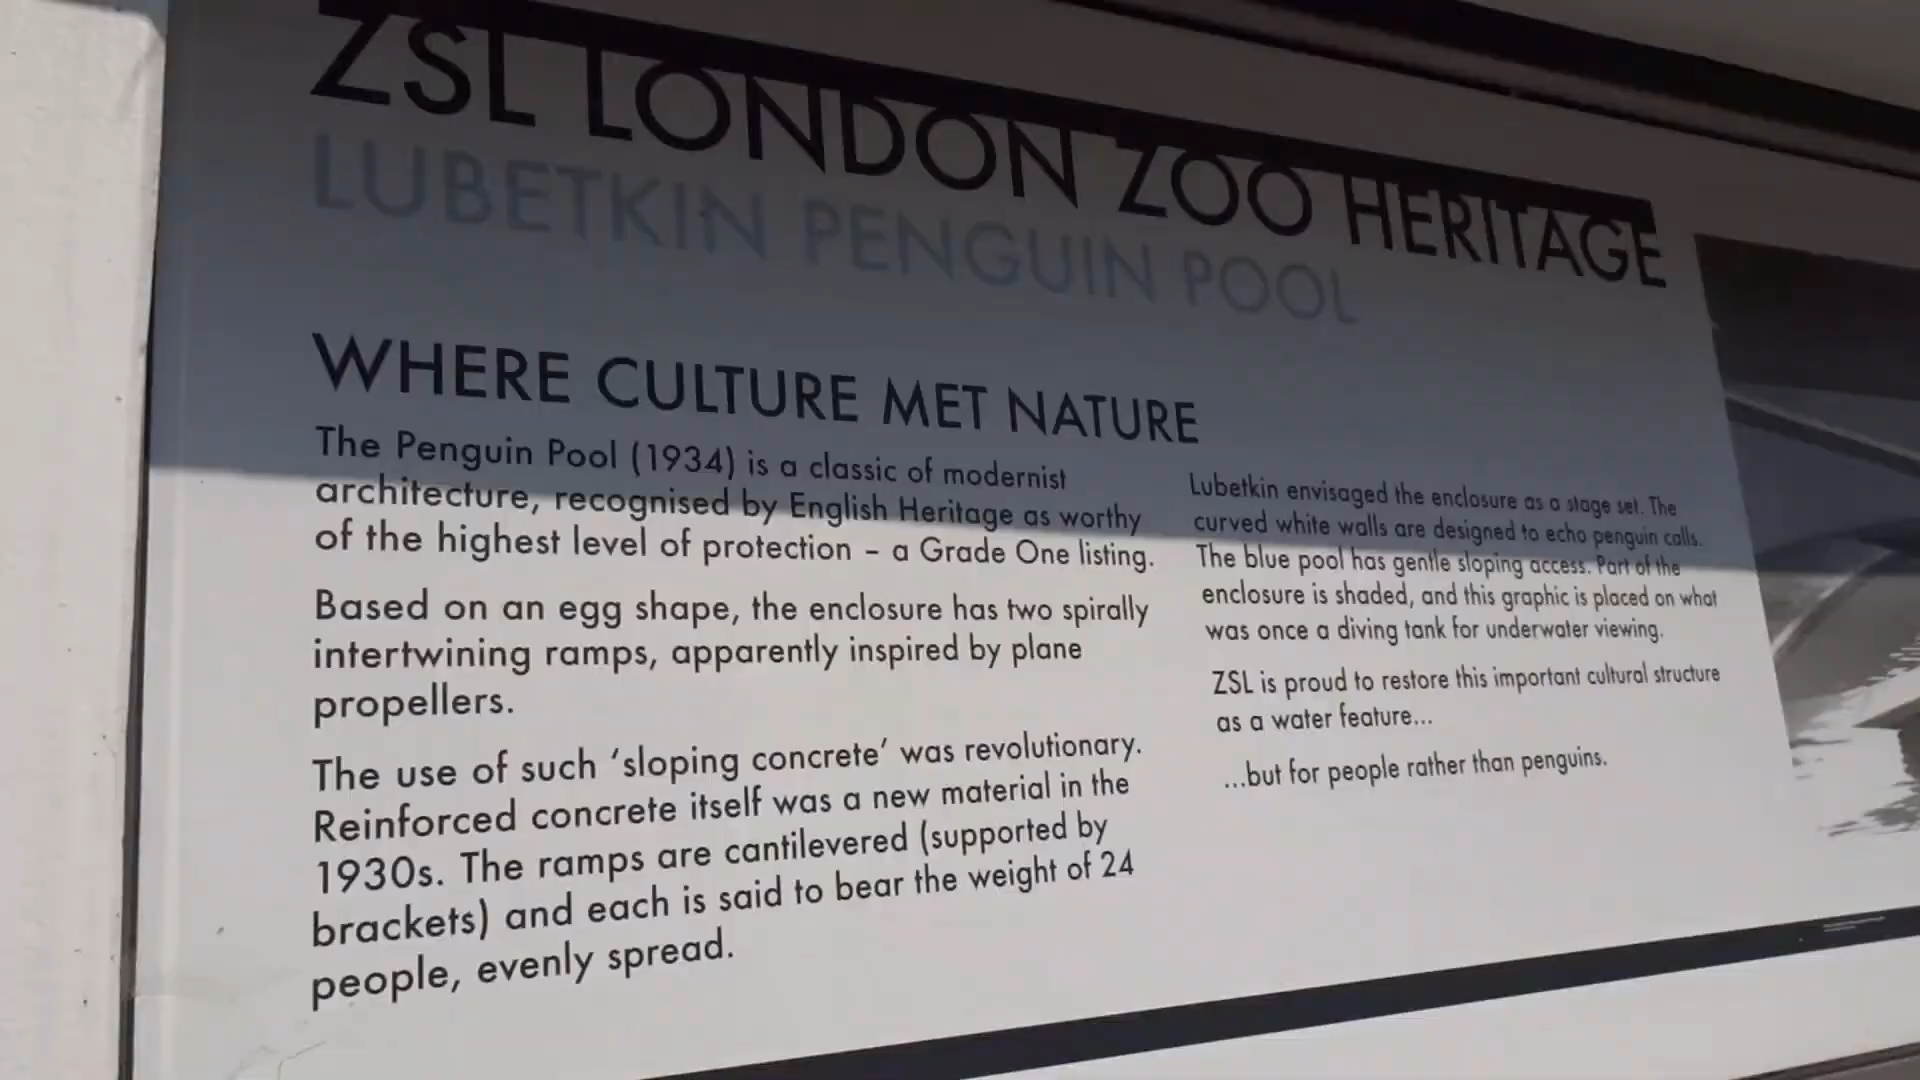 ZSL LONDON ZOO HERITAGE
LUBETKIN PENGUIN POOL
WHERE CULTURE MET NATURE
The Penguin Pool (1934) is a classic of modernist
architecture, recognised by English Heritage as worthy
of the highest level of protection – a Grade One listing.
Based on an egg shape, the enclosure has two spirally
intertwining ramps, apparently inspired by plane
propellers.
The use of such ‘sloping concrete’ was revolutionary.
Reinforced concrete itself was a new material in the
1930s. The ramps are cantilevered (supported by
brackets) and each is said to bear the weight of 24
people, evenly spread.
Lubetkin envisaged the enclosure as a stage set. The
curved white walls are designed to echo penguin calls.
The blue pool has gentle sloping access. Part of the
enclosure is shaded, and this graphic is placed on what
was once a diving tank for underwater viewing.
ZSL is proud to restore this important cultural structure
as a water feature...
...but for people rather than penguins.